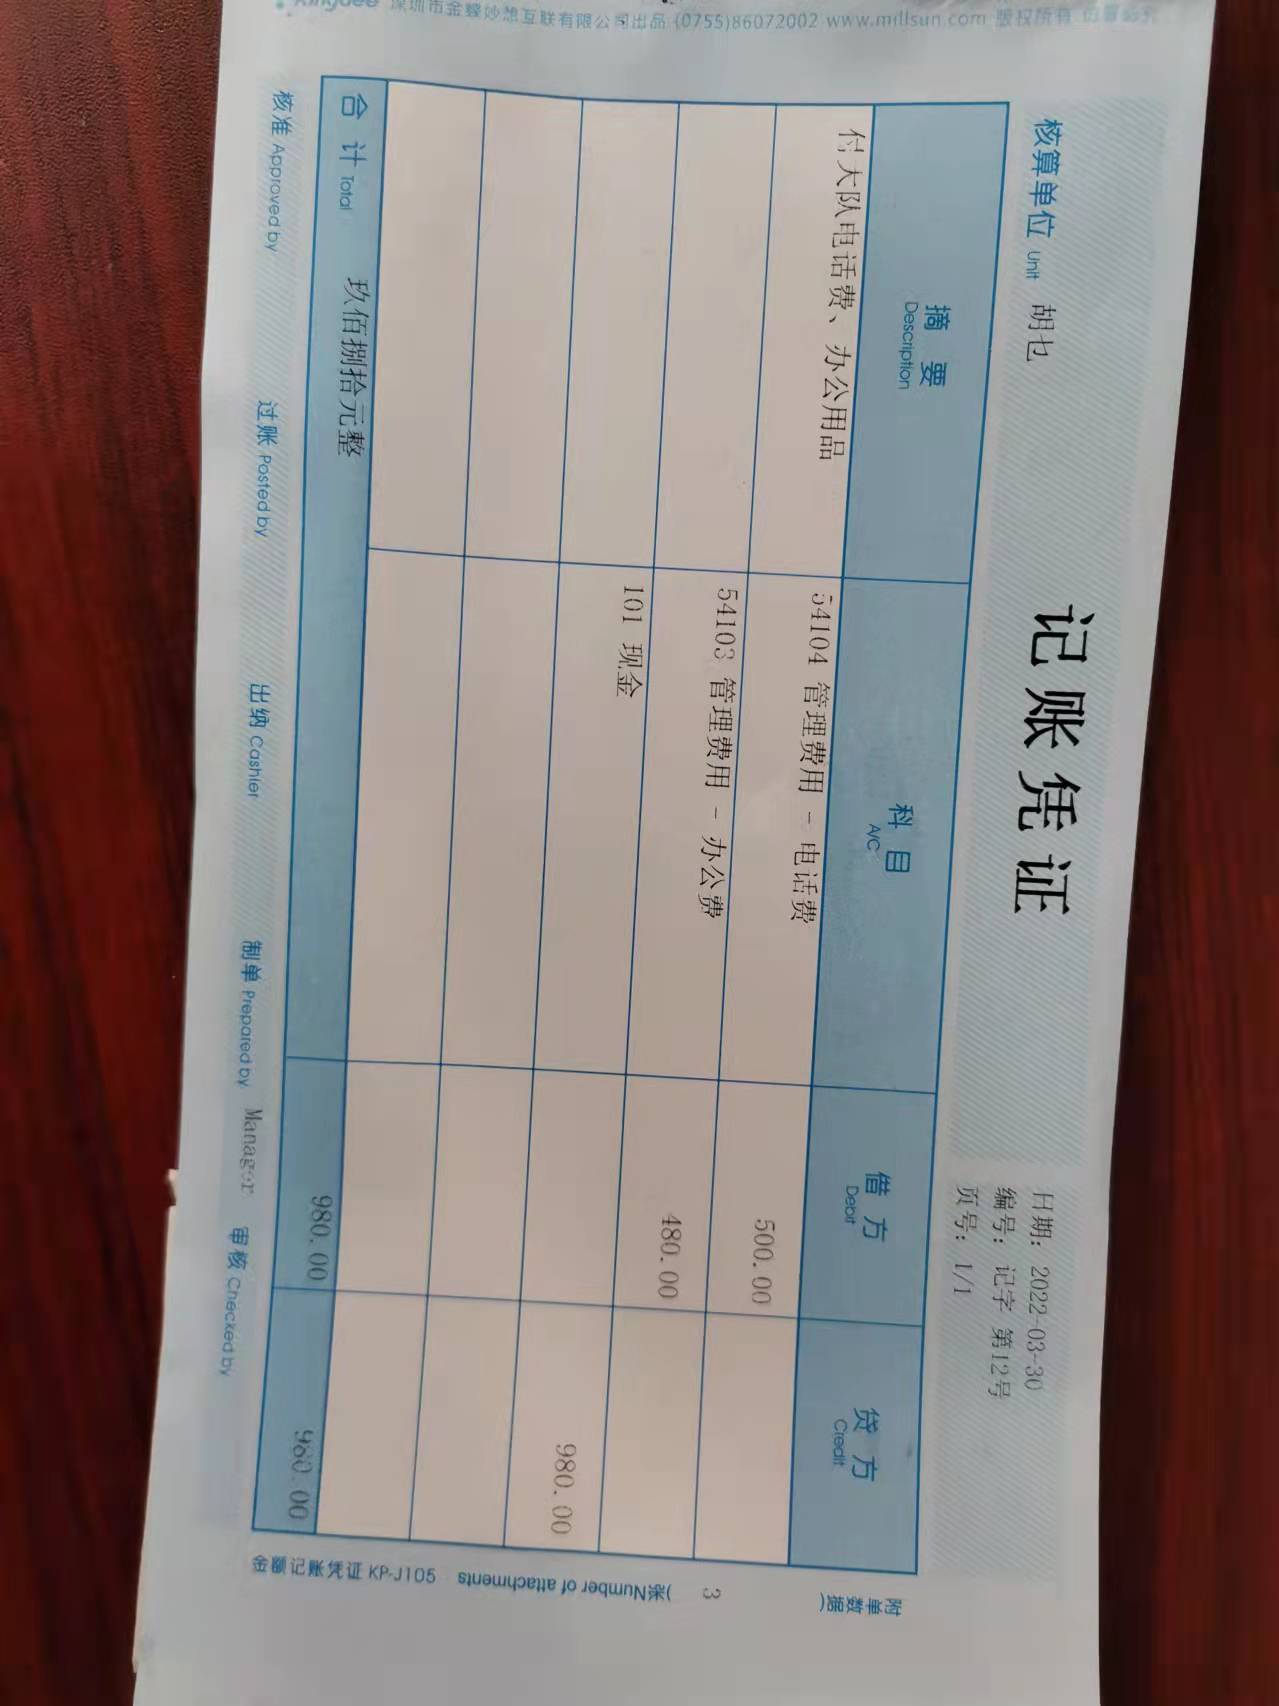 记账凭证
核算单位 Unit 胡七
日期：2022-03-30
编号：记字 第12号
页号：1/1
摘 要 Description 科 目 A/C 借 方 Debit 贷 方 Credit
付大队电话费、办公用品 54104 管理费用 - 电话费 500.00
54103 管理费用 - 办公费 480.00
101 现金 980.00
合 计 Total 玖佰捌拾元整 980.00 980.00
附单数据( 3 )张Number of attachments
金额记账凭证 KP-J105
核准 Approved by 过账 Posted by 出纳 Cashier 制单 Prepared by Manager 审核 Checked by
Kingdee 深圳市金蝶妙想互联有限公司出品 (0755)86072002 www.millsun.com 版权所有